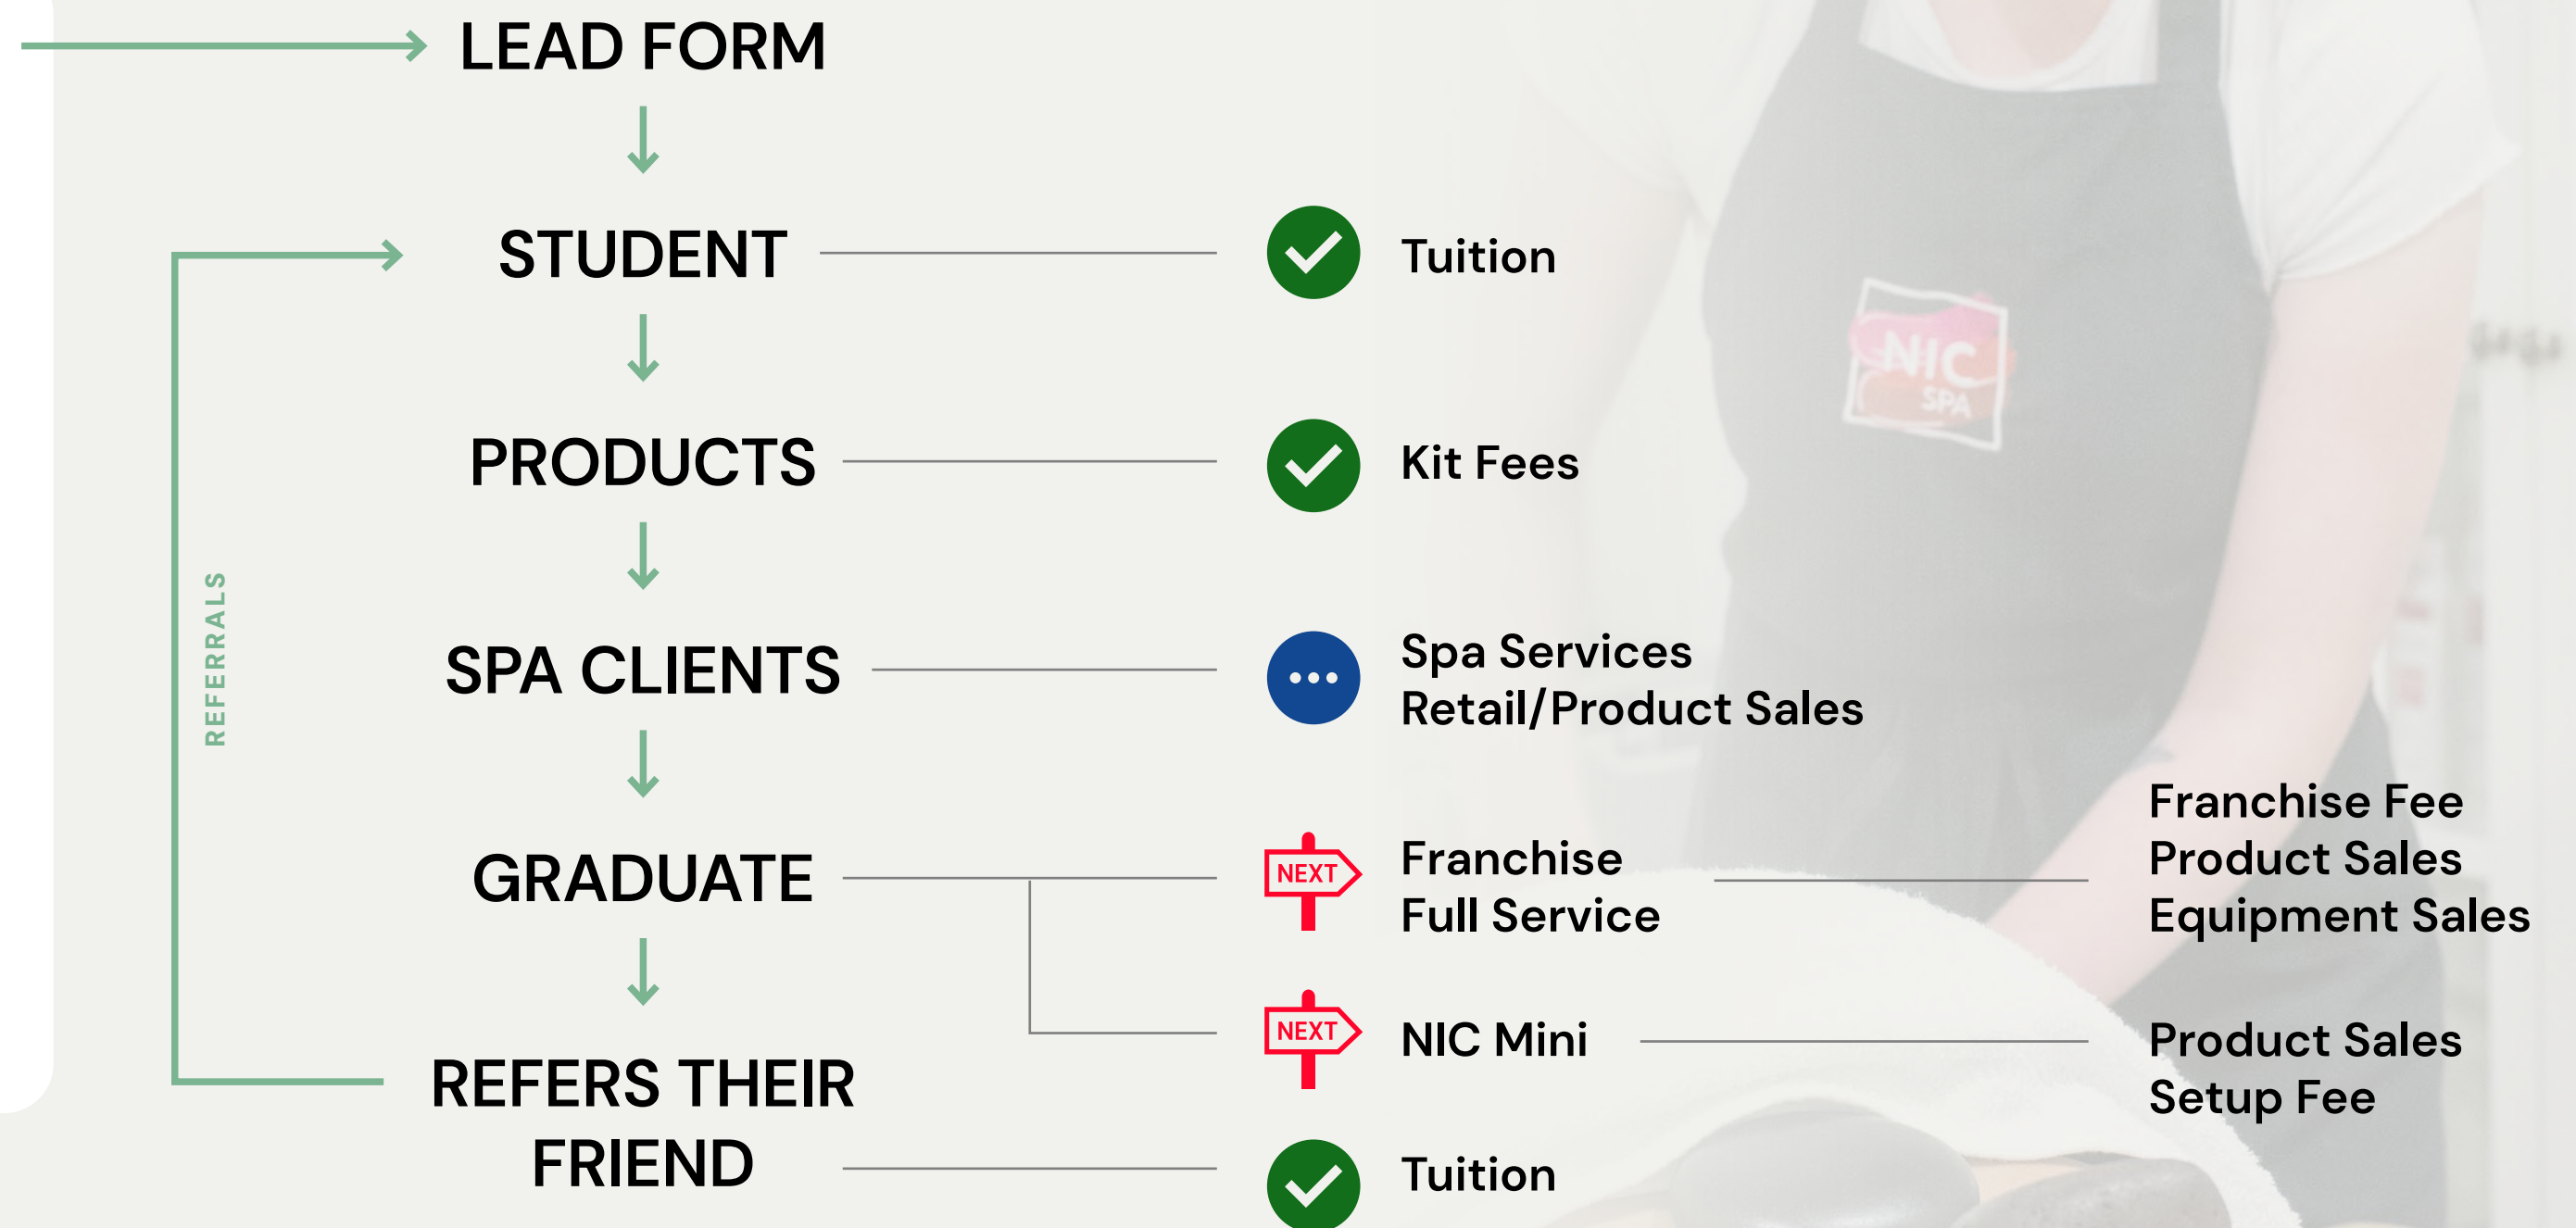 LEAD FORM
STUDENT
Tuition
PRODUCTS
Kit Fees
SPA CLIENTS
Spa Services
Retail/Product Sales
GRADUATE
NEXT
Franchise
Full Service
Franchise Fee
Product Sales
Equipment Sales
NEXT
NIC Mini
Product Sales
Setup Fee
REFERS THEIR
FRIEND
Tuition
REFERRALS
NIC
SPA